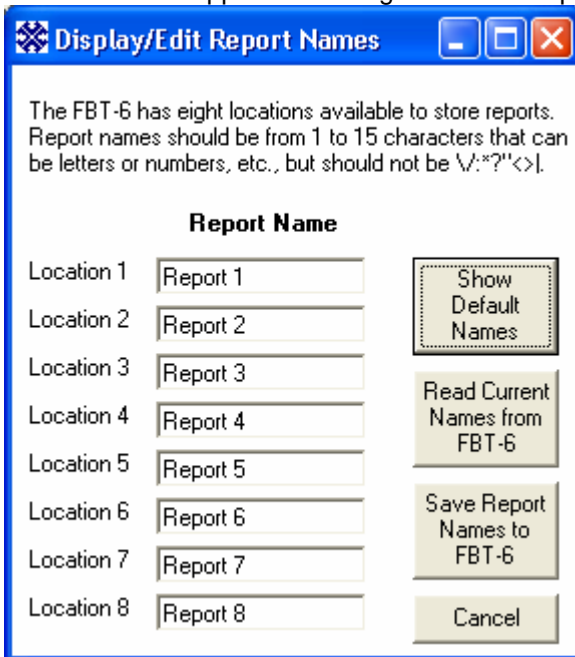 Display/Edit Report Names
The FBT-6 has eight locations available to store reports.
Report names should be from 1 to 15 characters that can
be letters or numbers, etc., but should not be \/:*?"<>|.
Report Name
Location 1 Report 1
Location 2 Report 2
Location 3 Report 3
Location 4 Report 4
Location 5 Report 5
Location 6 Report 6
Location 7 Report 7
Location 8 Report 8
Show
Default
Names
Read Current
Names from
FBT-6
Save Report
Names to
FBT-6
Cancel